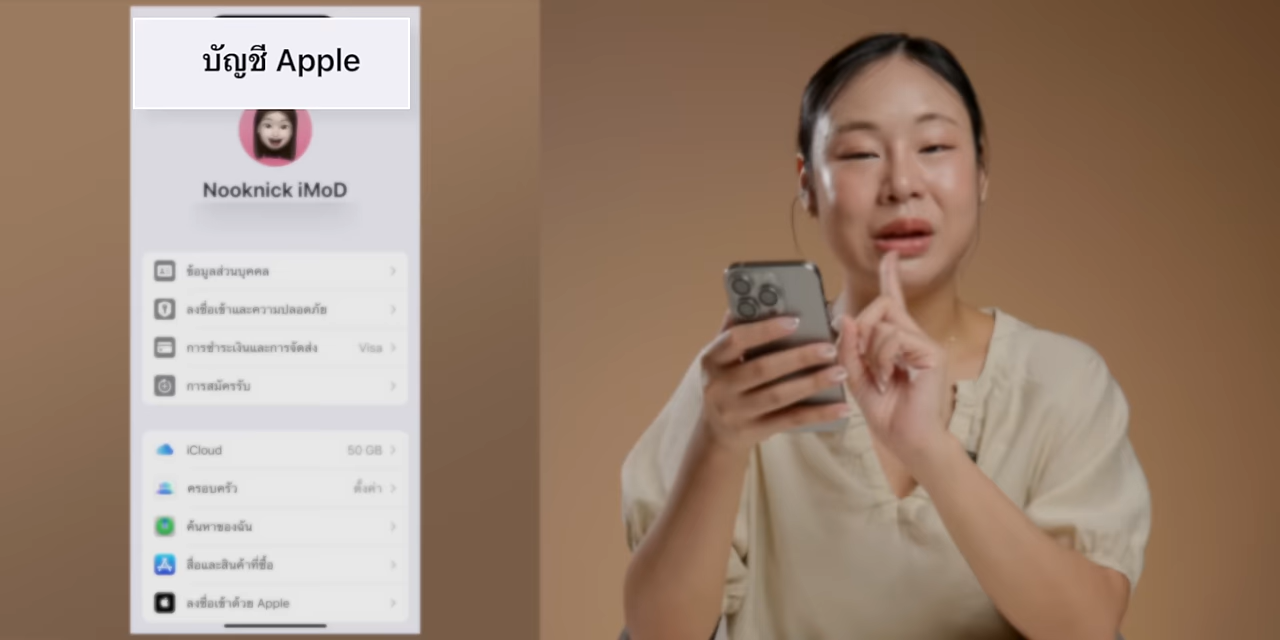 บัญชี Apple
Nooknick iMoD
ข้อมูลส่วนบุคคล
ลงชื่อเข้าและความปลอดภัย
การชำระเงินและการจัดส่ง Visa
การสมัครรับ
iCloud 50 GB
ครอบครัว ตั้งค่า
ค้นหาของฉัน
สื่อและสินค้าที่ซื้อ
ลงชื่อเข้าด้วย Apple